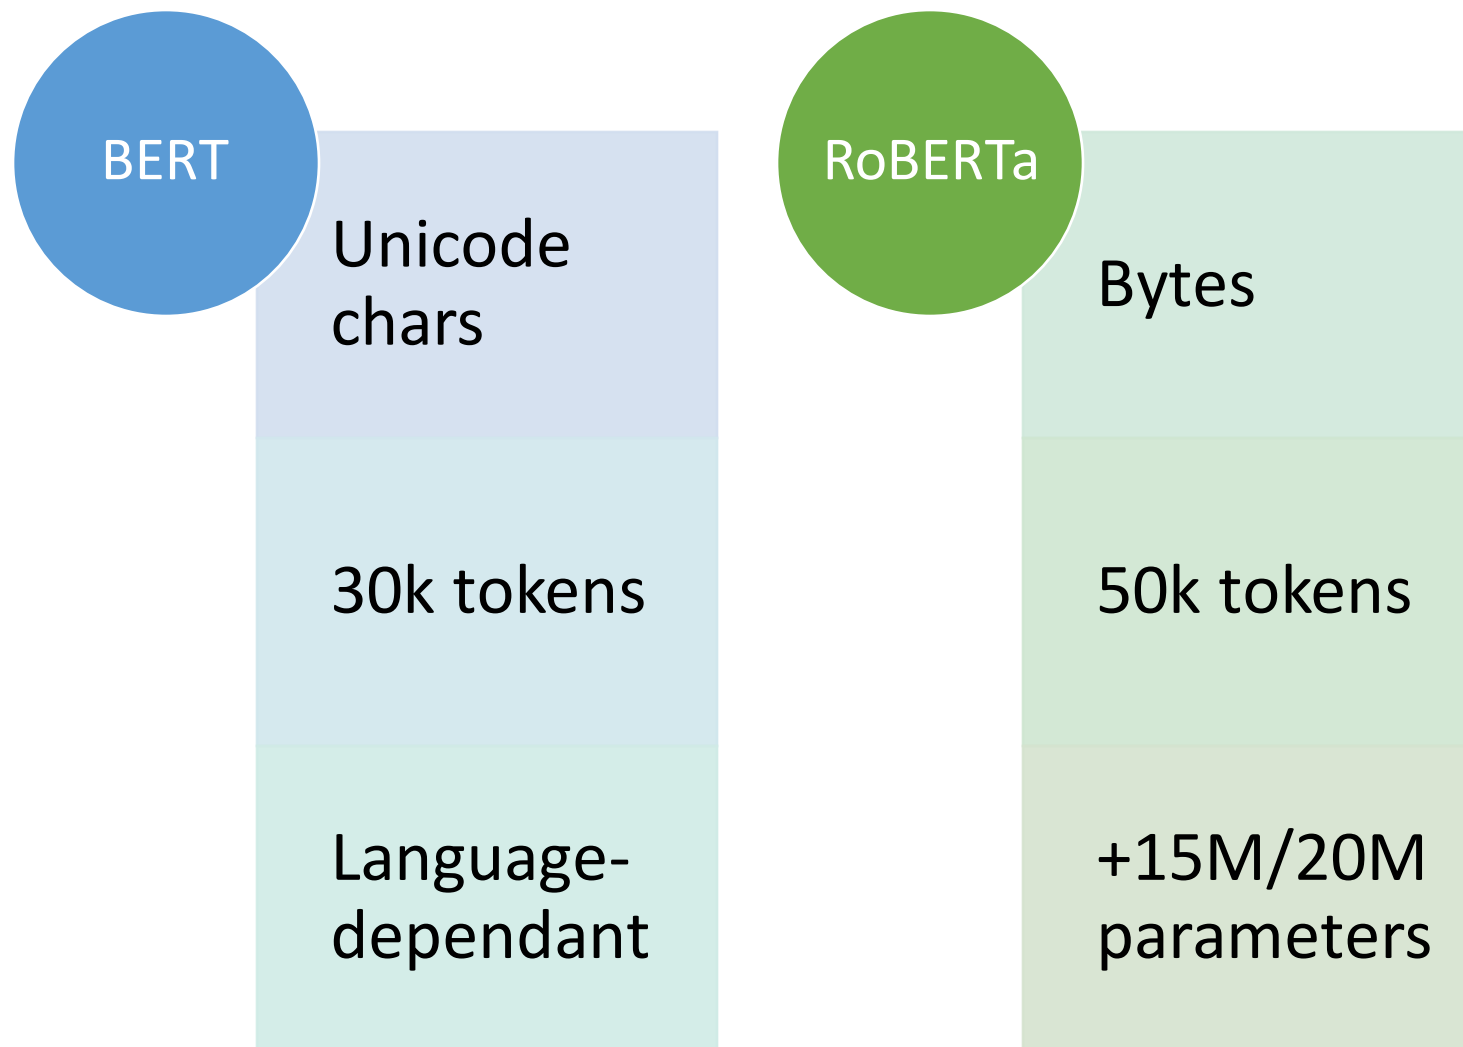 BERT
Unicode
chars
30k tokens
Language-
dependant
RoBERTa
Bytes
50k tokens
+15M/20M
parameters